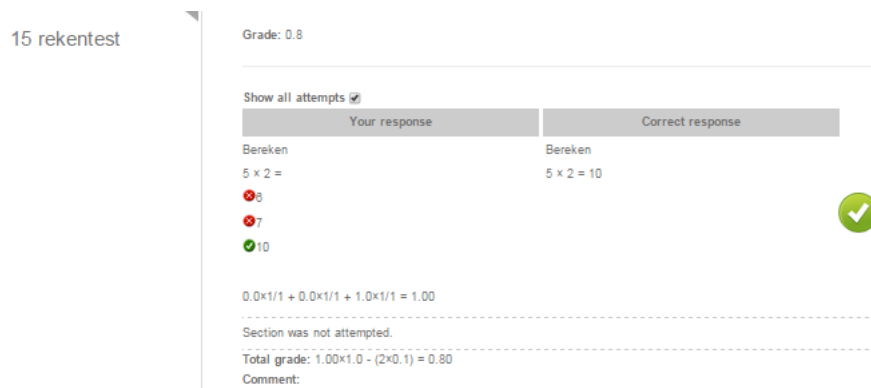 15 rekentest
Grade: 0.8
Show all attempts
Your response Correct response
Bereken Bereken
5 × 2 = 5 × 2 = 10
6
7
10
0.0×1/1 + 0.0×1/1 + 1.0×1/1 = 1.00
Section was not attempted.
Total grade: 1.00×1.0 - (2×0.1) = 0.80
Comment: